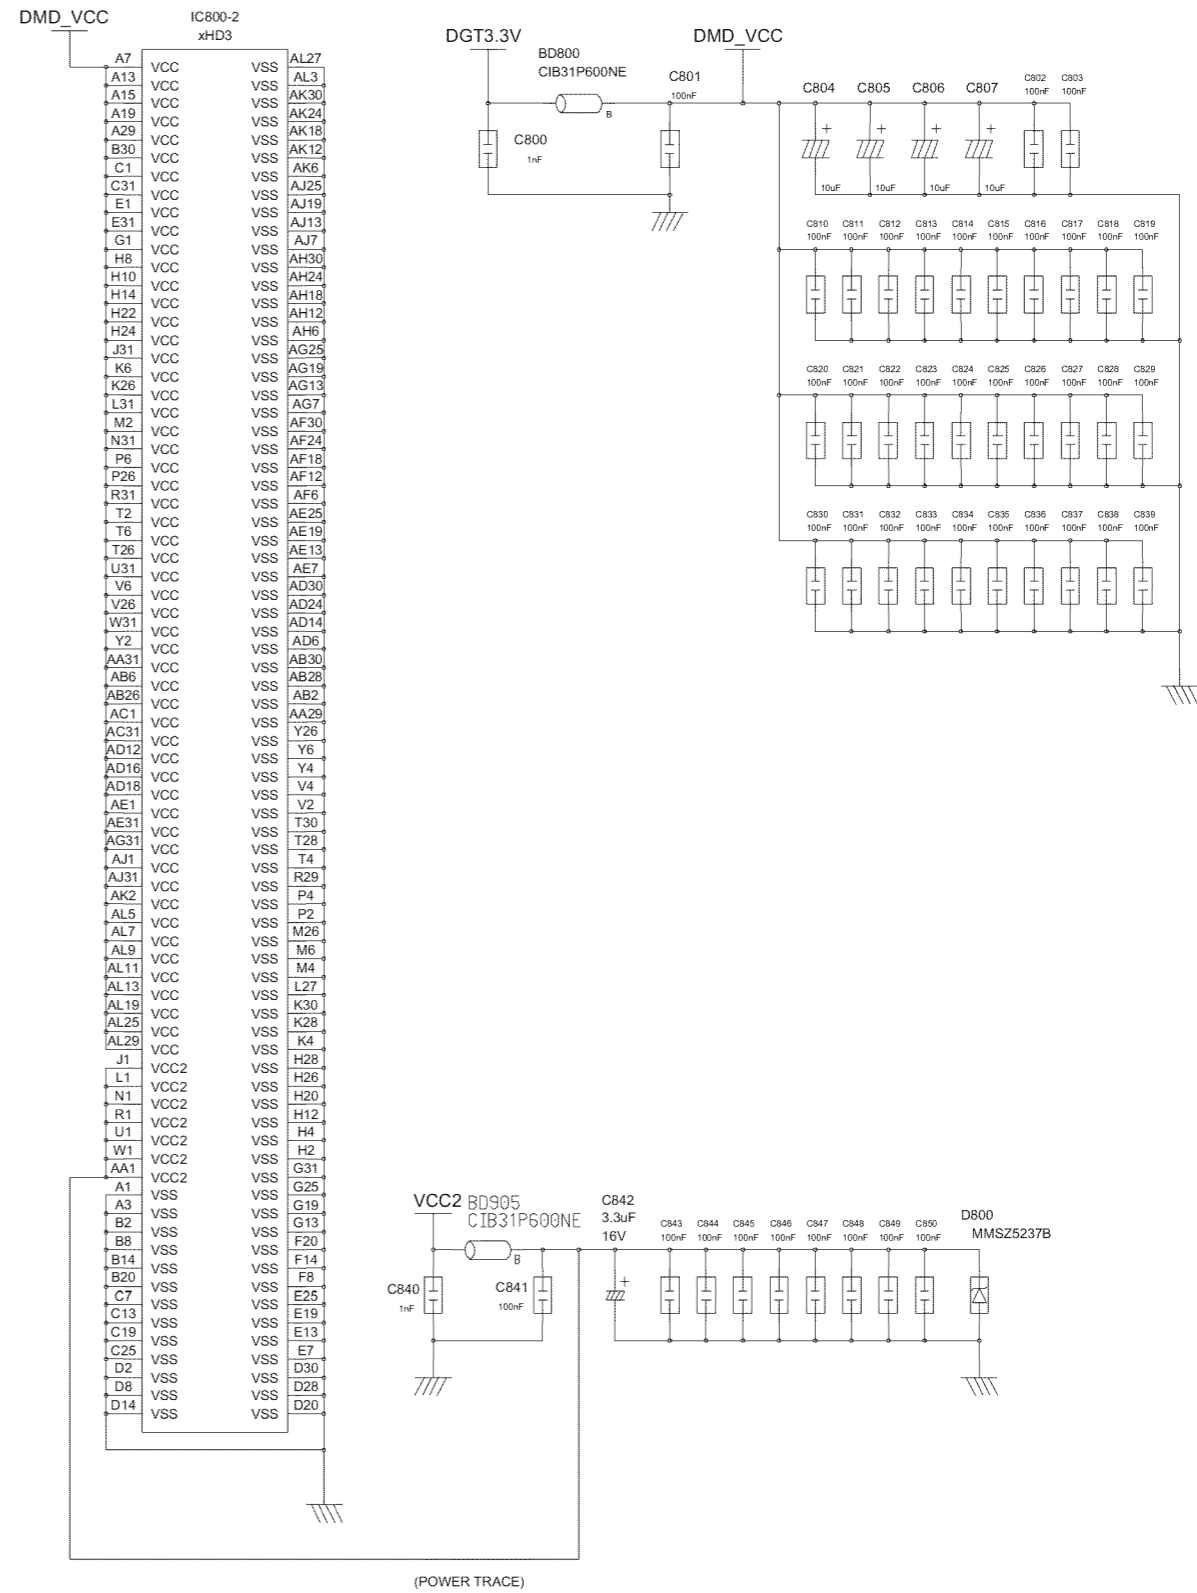 DMD_VCC
IC800-2
xHD3
A7 VCC VSS AL27
A13 VCC VSS AL3
A15 VCC VSS AK30
A19 VCC VSS AK24
A29 VCC VSS AK18
B30 VCC VSS AK12
C1 VCC VSS AK6
C31 VCC VSS AJ25
E1 VCC VSS AJ19
E31 VCC VSS AJ13
G1 VCC VSS AJ7
H8 VCC VSS AH30
H10 VCC VSS AH24
H14 VCC VSS AH18
H22 VCC VSS AH12
H24 VCC VSS AH6
J31 VCC VSS AG25
K6 VCC VSS AG19
K26 VCC VSS AG13
L31 VCC VSS AG7
M2 VCC VSS AF30
N31 VCC VSS AF24
P6 VCC VSS AF18
P26 VCC VSS AF12
R31 VCC VSS AF6
T2 VCC VSS AE25
T6 VCC VSS AE19
T26 VCC VSS AE13
U31 VCC VSS AE7
V6 VCC VSS AD30
V26 VCC VSS AD24
W31 VCC VSS AD14
Y2 VCC VSS AD6
AA31 VCC VSS AB30
AB6 VCC VSS AB28
AB26 VCC VSS AB2
AC1 VCC VSS AA29
AC31 VCC VSS Y26
AD12 VCC VSS Y6
AD16 VCC VSS Y4
AD18 VCC VSS V4
AE1 VCC VSS V2
AE31 VCC VSS T30
AG31 VCC VSS T28
AJ1 VCC VSS T4
AJ31 VCC VSS R29
AK2 VCC VSS P4
AL5 VCC VSS P2
AL7 VCC VSS M26
AL9 VCC VSS M6
AL11 VCC VSS M4
AL13 VCC VSS L27
AL19 VCC VSS K30
AL25 VCC VSS K28
AL29 VCC VSS K4
J1 VCC2 VSS H28
L1 VCC2 VSS H26
N1 VCC2 VSS H20
R1 VCC2 VSS H12
U1 VCC2 VSS H4
W1 VCC2 VSS H2
AA1 VCC2 VSS G31
A1 VSS VSS G25
A3 VSS VSS G19
B2 VSS VSS G13
B8 VSS VSS F20
B14 VSS VSS F14
B20 VSS VSS F8
C7 VSS VSS E25
C13 VSS VSS E19
C19 VSS VSS E13
C25 VSS VSS E7
D2 VSS VSS D30
D8 VSS VSS D28
D14 VSS VSS D20
DGT3.3V
BD800
CIB31P600NE
B
C800
1nF
C801
100nF
DMD_VCC
C804 C805 C806 C807 C802 C803
100nF 100nF
+ + + +
10uF 10uF 10uF 10uF
C810 C811 C812 C813 C814 C815 C816 C817 C818 C819
100nF 100nF 100nF 100nF 100nF 100nF 100nF 100nF 100nF 100nF
C820 C821 C822 C823 C824 C825 C826 C827 C828 C829
100nF 100nF 100nF 100nF 100nF 100nF 100nF 100nF 100nF 100nF
C830 C831 C832 C833 C834 C835 C836 C837 C838 C839
100nF 100nF 100nF 100nF 100nF 100nF 100nF 100nF 100nF 100nF
VCC2
BD905
CIB31P600NE
B
C840
1nF
C841
100nF
C842
3.3uF
16V
+
C843 C844 C845 C846 C847 C848 C849 C850
100nF 100nF 100nF 100nF 100nF 100nF 100nF 100nF
D800
MMSZ5237B
(POWER TRACE)